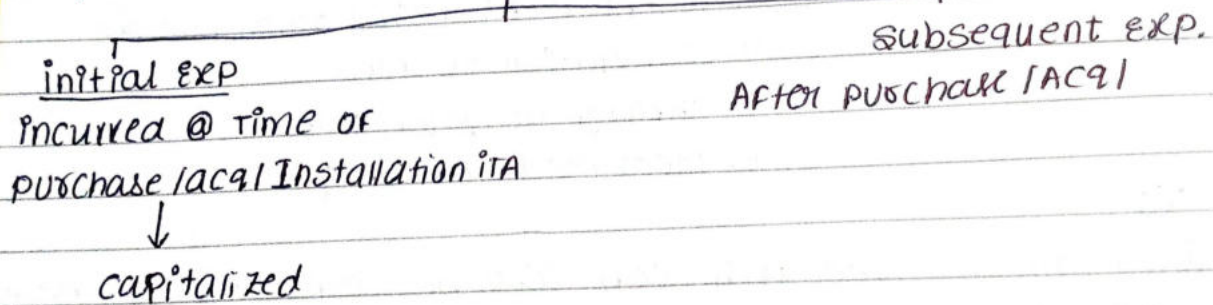 initial Exp
incurred @ Time of
purchase /acq/ Installation ITA
↓
capitalized
subsequent Exp.
After purchase /Acq/